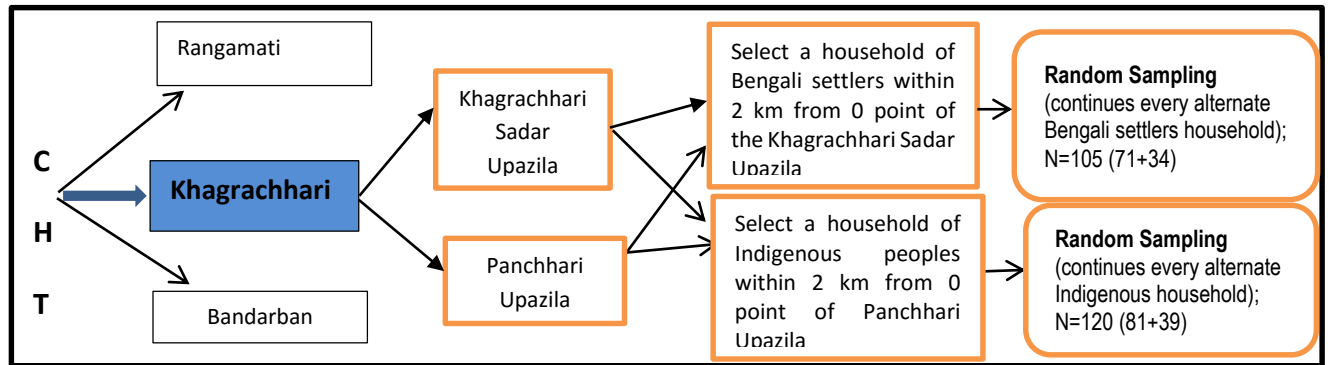 C
H
T
Rangamati
Khagrachhari
Bandarban
Khagrachhari
Sadar
Upazila
Panchhari
Upazila
Select a household of
Bengali settlers within
2 km from 0 point of
the Khagrachhari Sadar
Upazila
Select a household of
Indigenous peoples
within 2 km from 0
point of Panchhari
Upazila
Random Sampling
(continues every alternate
Bengali settlers household);
N=105 (71+34)
Random Sampling
(continues every alternate
Indigenous household);
N=120 (81+39)